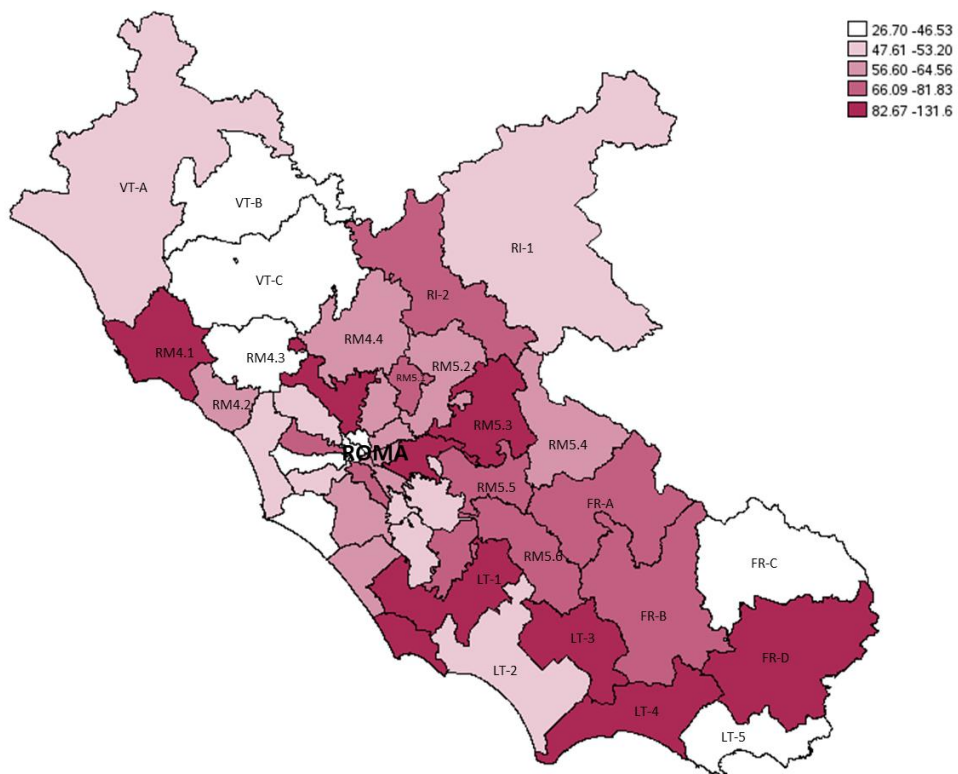 26.70 -46.53
47.61 -53.20
56.60 -64.56
66.09 -81.83
82.67 -131.6
VT-A
VT-B
RI-1
VT-C
RI-2
RM4.4
RM4.1
RM4.3
RM5.2
RM5.1
RM4.2
RM5.3
RM5.4
ROMA
RM5.5
FR-A
RM5.6
FR-C
LT-1
FR-B
LT-3
FR-D
LT-2
LT-4
LT-5